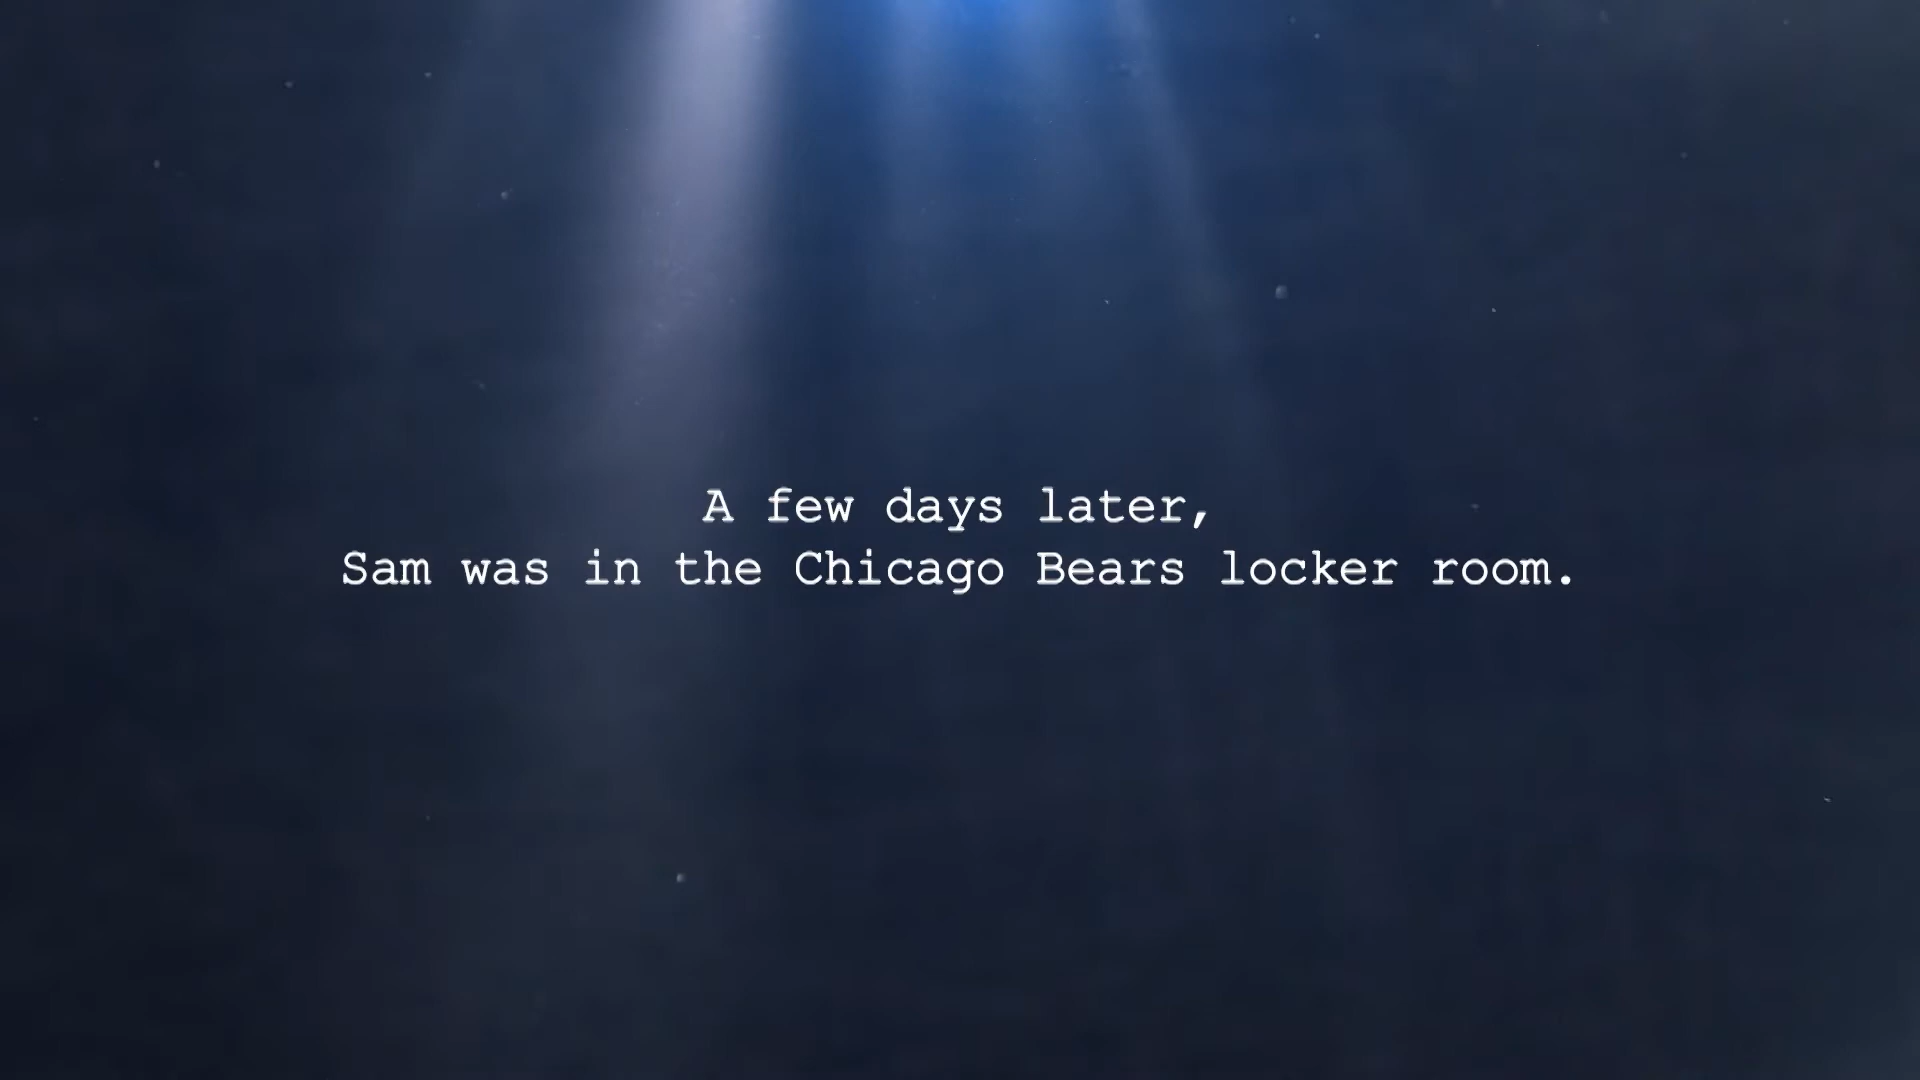 A few days later,
Sam was in the Chicago Bears locker room.